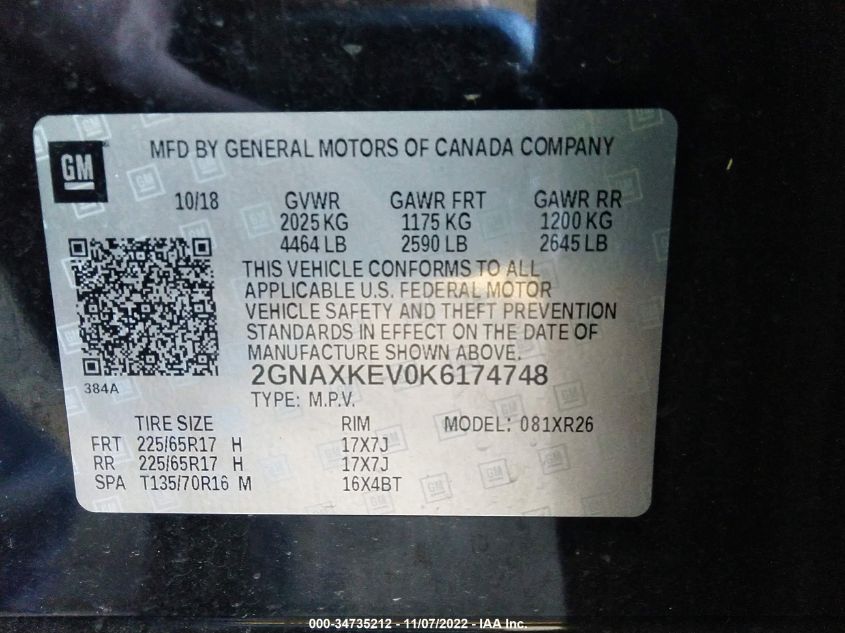 GM
MFD BY GENERAL MOTORS OF CANADA COMPANY
10/18 GVWR GAWR FRT GAWR RR
2025 KG 1175 KG 1200 KG
4464 LB 2590 LB 2645 LB
THIS VEHICLE CONFORMS TO ALL
APPLICABLE U.S. FEDERAL MOTOR
VEHICLE SAFETY AND THEFT PREVENTION
STANDARDS IN EFFECT ON THE DATE OF
MANUFACTURE SHOWN ABOVE.
384A
2GNAXKEV0K6174748
TYPE: M.P.V.
TIRE SIZE RIM MODEL: 081XR26
FRT 225/65R17 H 17X7J
RR 225/65R17 H 17X7J
SPA T135/70R16 M 16X4BT
000-34735212 - 11/07/2022 - IAA Inc.